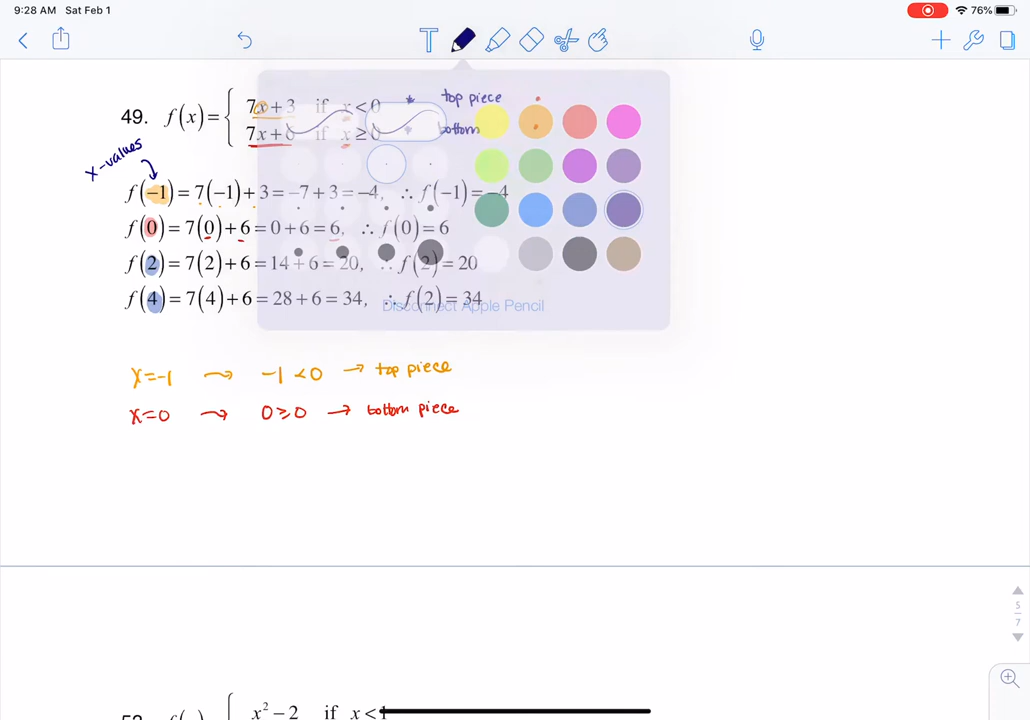 9:28 AM Sat Feb 1
76%
T
49. f(x) = { 7x + 3 if x < 0 top piece
7x + 6 if x ≥ 0 bottom
x-values
f(−1) = 7(−1) + 3 = −7 + 3 = −4, ∴ f(−1) = −4
f(0) = 7(0) + 6 = 0 + 6 = 6, ∴ f(0) = 6
f(2) = 7(2) + 6 = 14 + 6 = 20, ∴ f(2) = 20
f(4) = 7(4) + 6 = 28 + 6 = 34, ∴ f(2) = 34
Disconnect Apple Pencil
x = −1 → −1 < 0 → top piece
x = 0 → 0 ≥ 0 → bottom piece
5
7
x² − 2 if x < 1